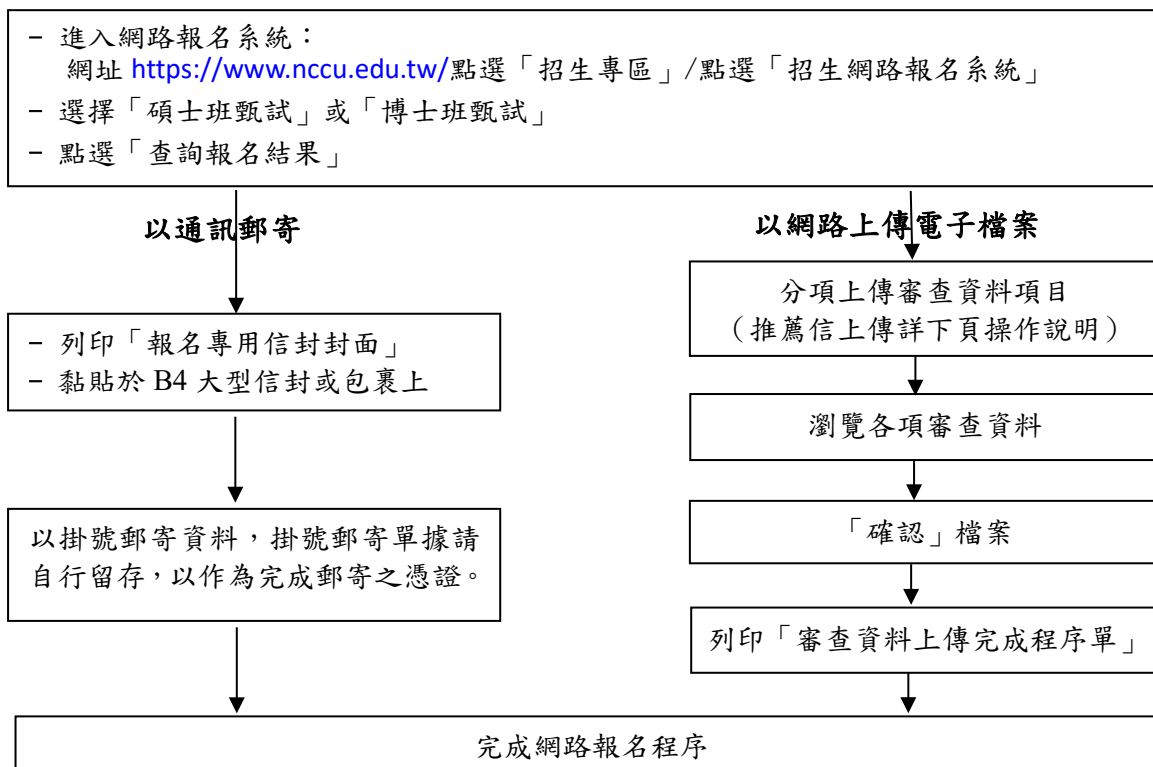 - 進入網路報名系統：
網址 https://www.nccu.edu.tw/點選「招生專區」/點選「招生網路報名系統」
- 選擇「碩士班甄試」或「博士班甄試」
- 點選「查詢報名結果」
以通訊郵寄
- 列印「報名專用信封封面」
- 黏貼於 B4 大型信封或包裹上
以掛號郵寄資料，掛號郵寄單據請
自行留存，以作為完成郵寄之憑證。
以網路上傳電子檔案
分項上傳審查資料項目
（推薦信上傳詳下頁操作說明）
瀏覽各項審查資料
「確認」檔案
列印「審查資料上傳完成程序單」
完成網路報名程序